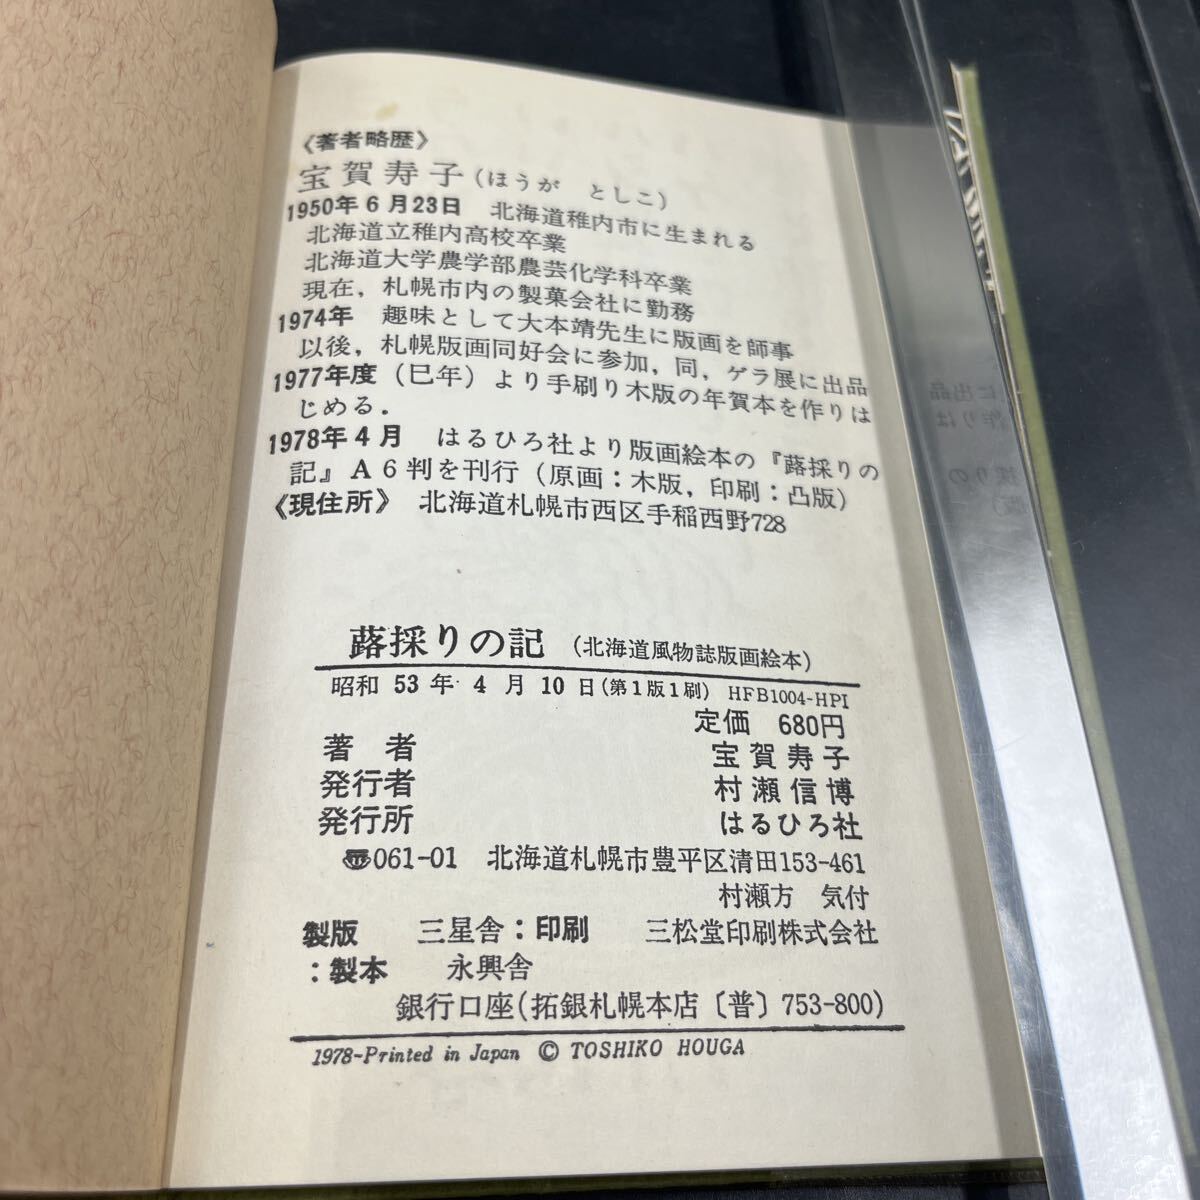 《著者略歴》
宝賀寿子(ほうが としこ)
1950年6月23日 北海道稚内市に生まれる
北海道立稚内高校卒業
北海道大学農学部農芸化学科卒業
現在,札幌市内の製菓会社に勤務
1974年 趣味として大本靖先生に版画を師事
以後,札幌版画同好会に参加,同,ゲラ展に出品
1977年度(巳年)より手刷り木版の年賀本を作りは
じめる.
1978年4月 はるひろ社より版画絵本の『蕗採りの
記』A6判を刊行(原画:木版,印刷:凸版)
《現住所》 北海道札幌市西区手稲西野728
蕗採りの記 (北海道風物誌版画絵本)
昭和 53 年 4 月 10 日(第1版1刷) HFB1004-HPI
定価 680円
著者 宝賀寿子
発行者 村瀬信博
発行所 はるひろ社
〠061-01 北海道札幌市豊平区清田153-461
村瀬方 気付
製版 三星舎:印刷 三松堂印刷株式会社
:製本 永興舎
銀行口座(拓銀札幌本店〔普〕753-800)
1978-Printed in Japan © TOSHIKO HOUGA